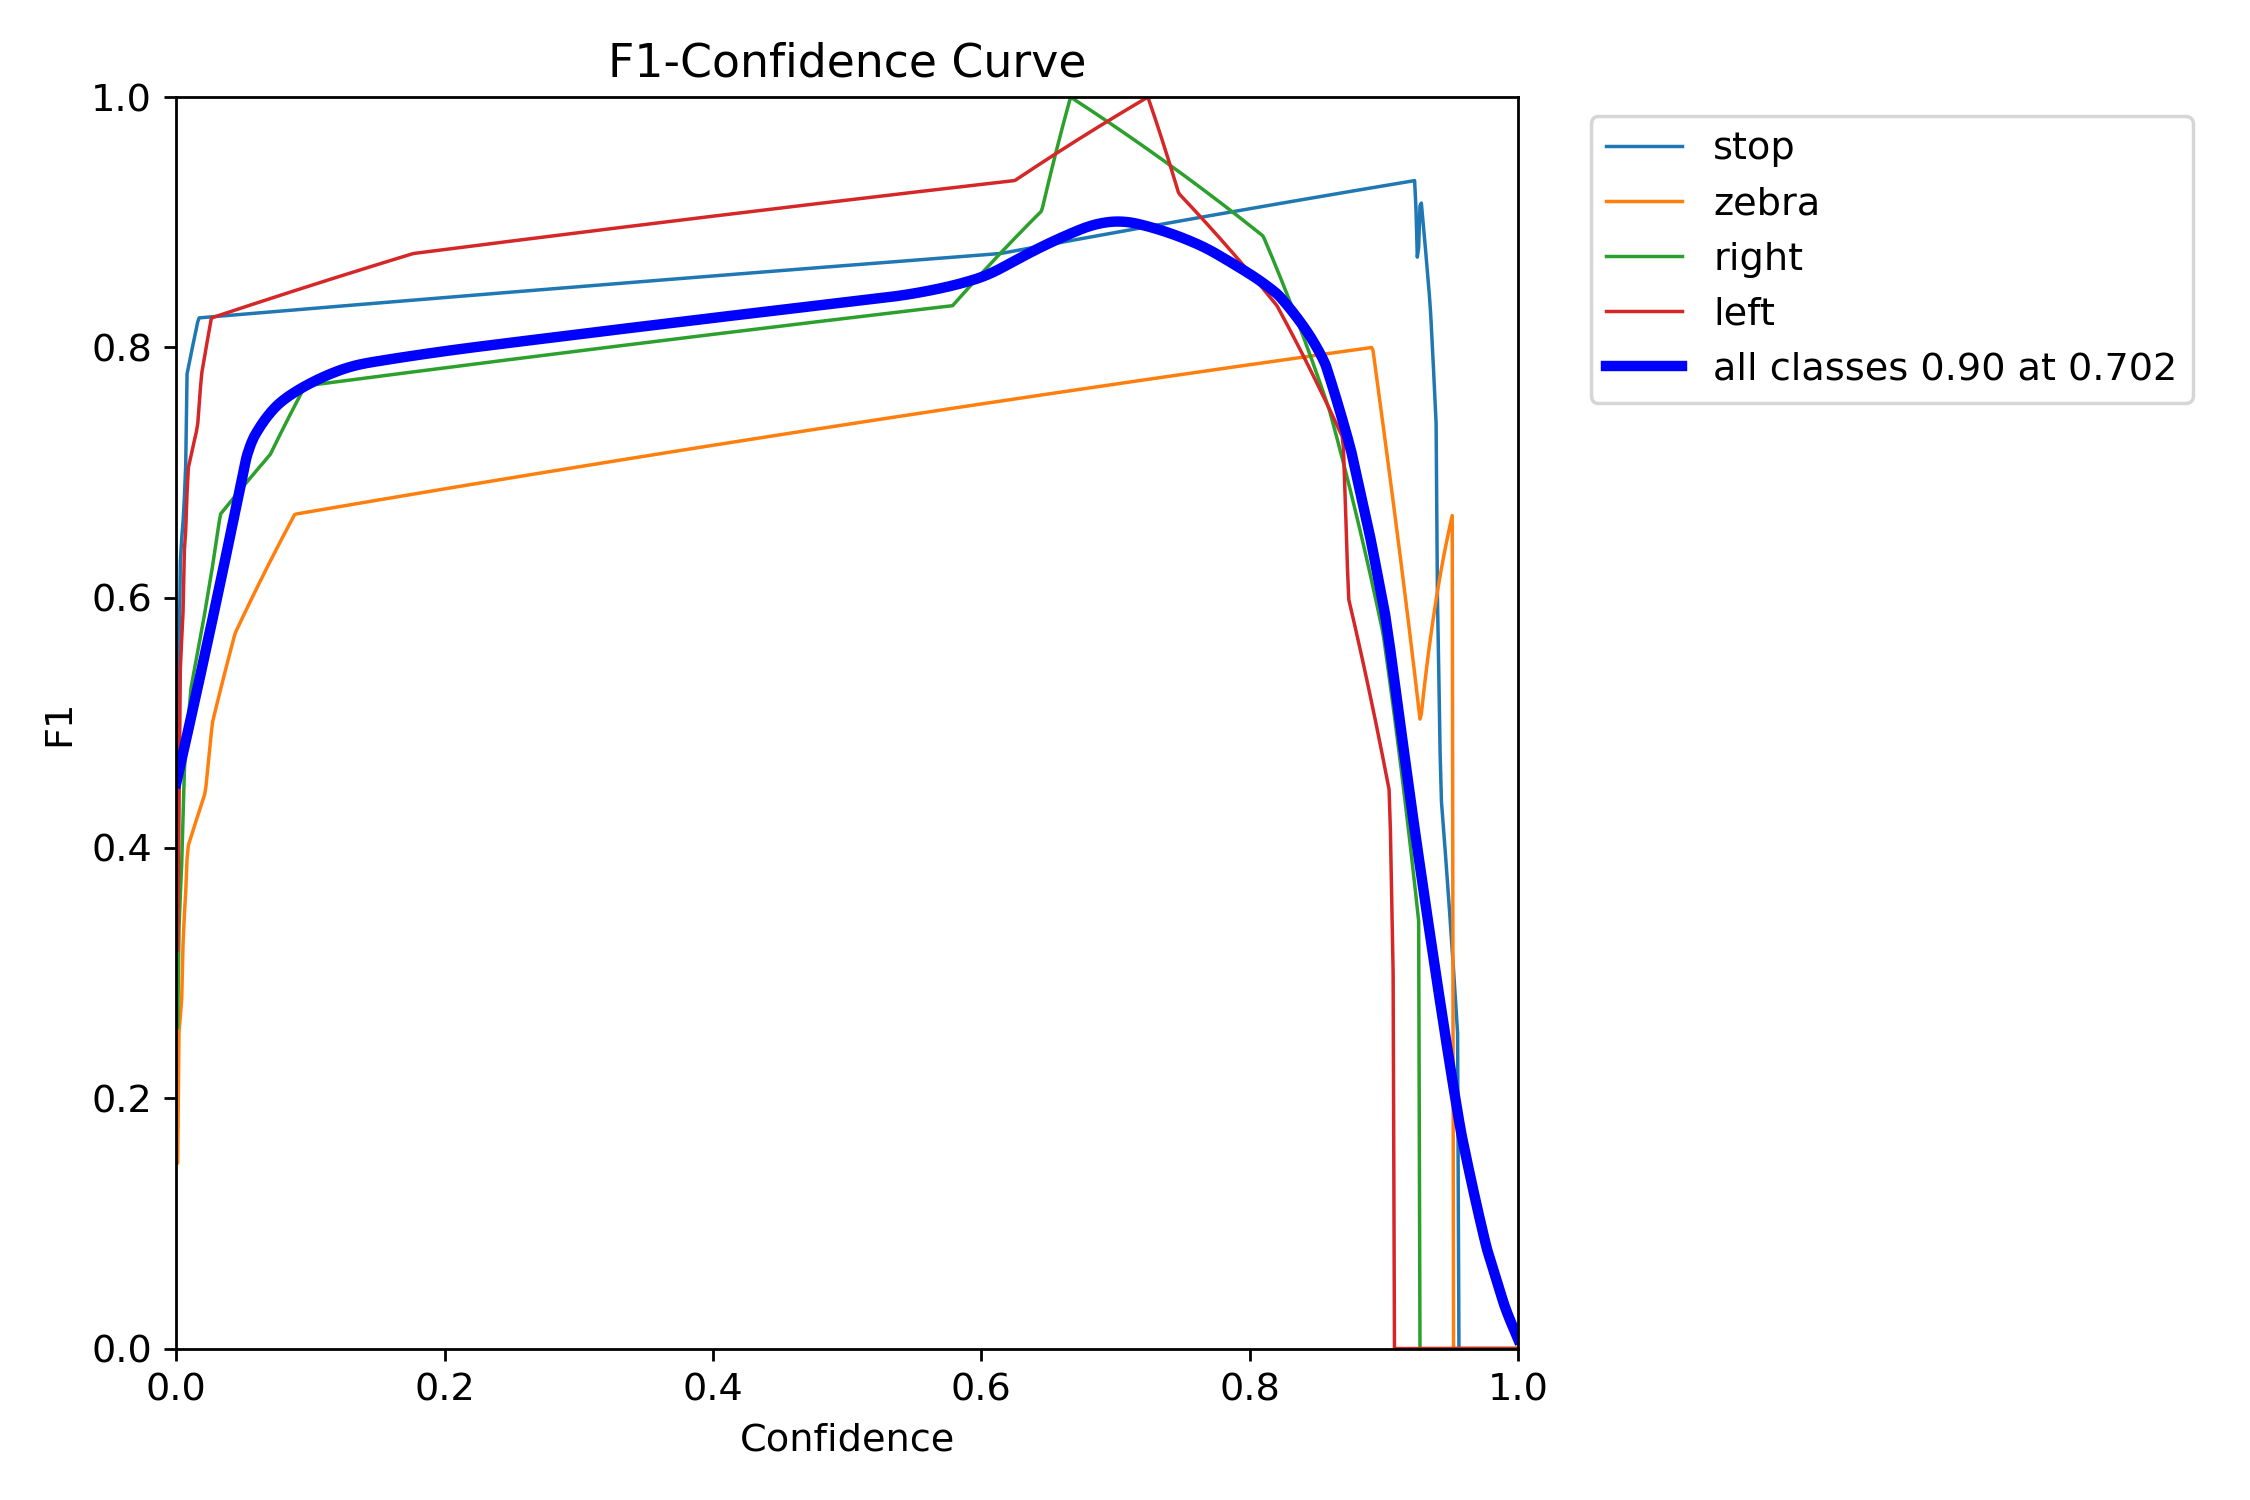 F1-Confidence Curve
1.0
0.8
0.6
0.4
0.2
0.0
F1
0.0 0.2 0.4 0.6 0.8 1.0
Confidence
stop
zebra
right
left
all classes 0.90 at 0.702